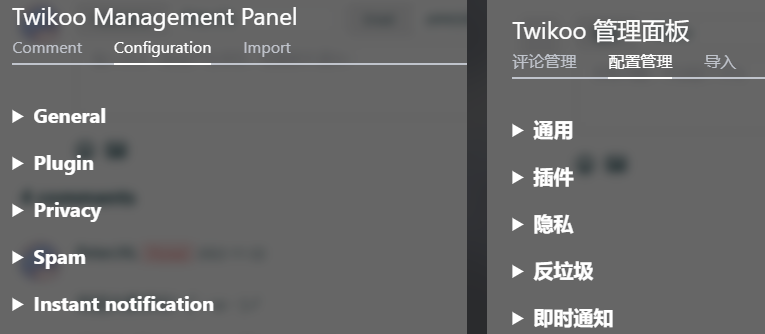 Twikoo Management Panel
Comment Configuration Import
General
Plugin
Privacy
Spam
Instant notification
Twikoo 管理面板
评论管理 配置管理 导入
通用
插件
隐私
反垃圾
即时通知